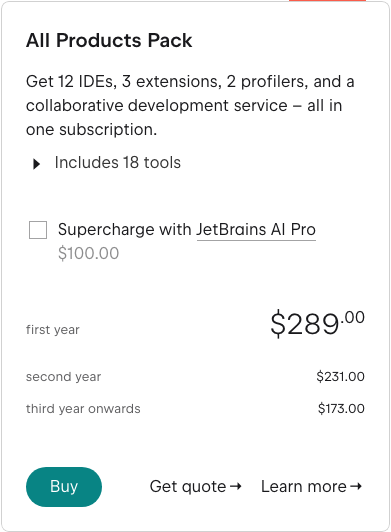 All Products Pack
Get 12 IDEs, 3 extensions, 2 profilers, and a
collaborative development service – all in
one subscription.
Includes 18 tools
Supercharge with JetBrains AI Pro
$100.00
first year $289.00
second year $231.00
third year onwards $173.00
Buy Get quote→ Learn more→